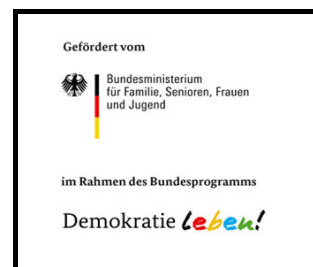 Gefördert vom
Bundesministerium
für Familie, Senioren, Frauen
und Jugend
im Rahmen des Bundesprogramms
Demokratie leben!